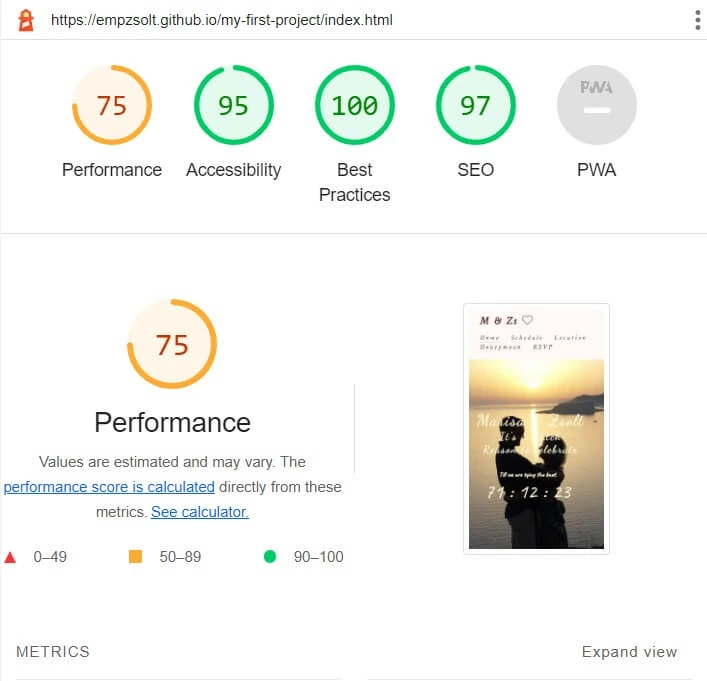 https://empzsolt.github.io/my-first-project/index.html
75
95
100
97
PWA
Performance
Accessibility
Best
Practices
SEO
PWA
75
Performance
Values are estimated and may vary. The
performance score is calculated directly from these
metrics. See calculator.
0–49
50–89
90–100
M & Zs
Home Schedule Location
Honeymoon RSVP
Zsolt
It's
Reason to Celebrate
Till we are tying the knot
71 : 12 : 23
METRICS
Expand view